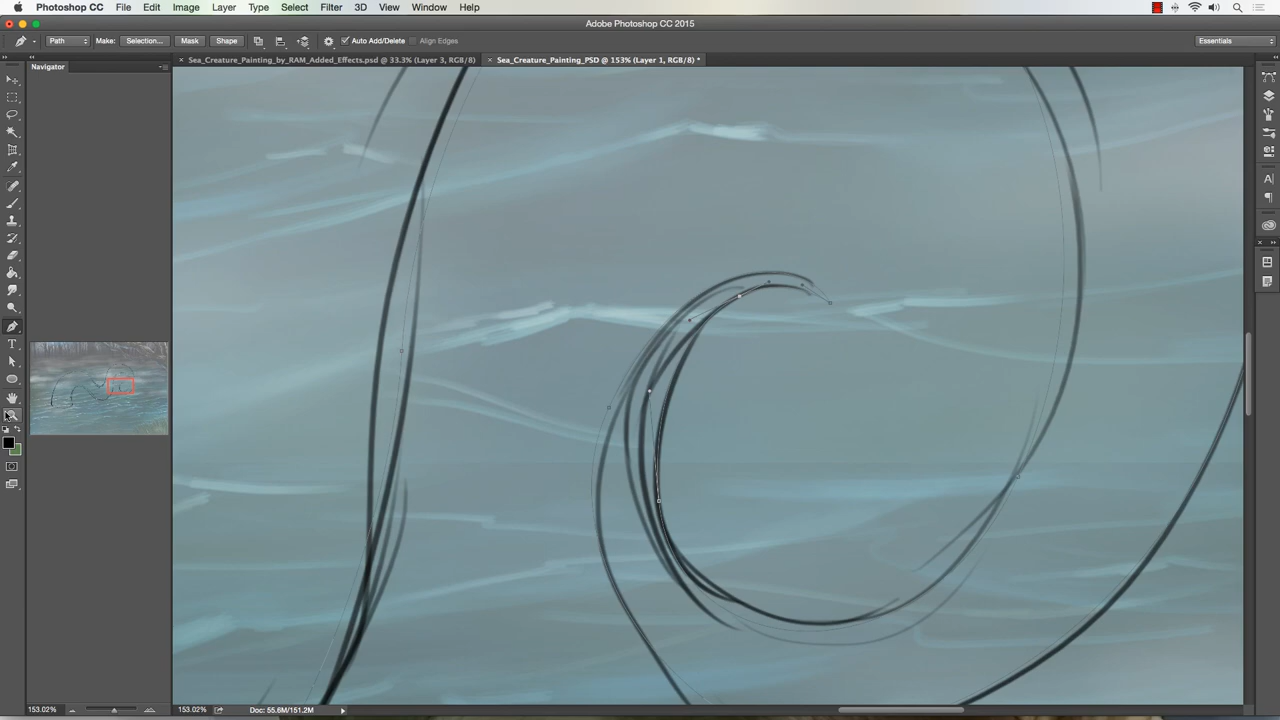 Photoshop CC File Edit Image Layer Type Select Filter 3D View Window Help
Adobe Photoshop CC 2015
Path Make: Selection... Mask Shape Auto Add/Delete Align Edges Essentials
Navigator
× Sea_Creature_Painting_by_RAM_Added_Effects.psd @ 33.3% (Layer 3, RGB/8) × Sea_Creature_Painting_PSD @ 153% (Layer 1, RGB/8) *
153.02% 153.02% Doc: 55.6M/151.2M